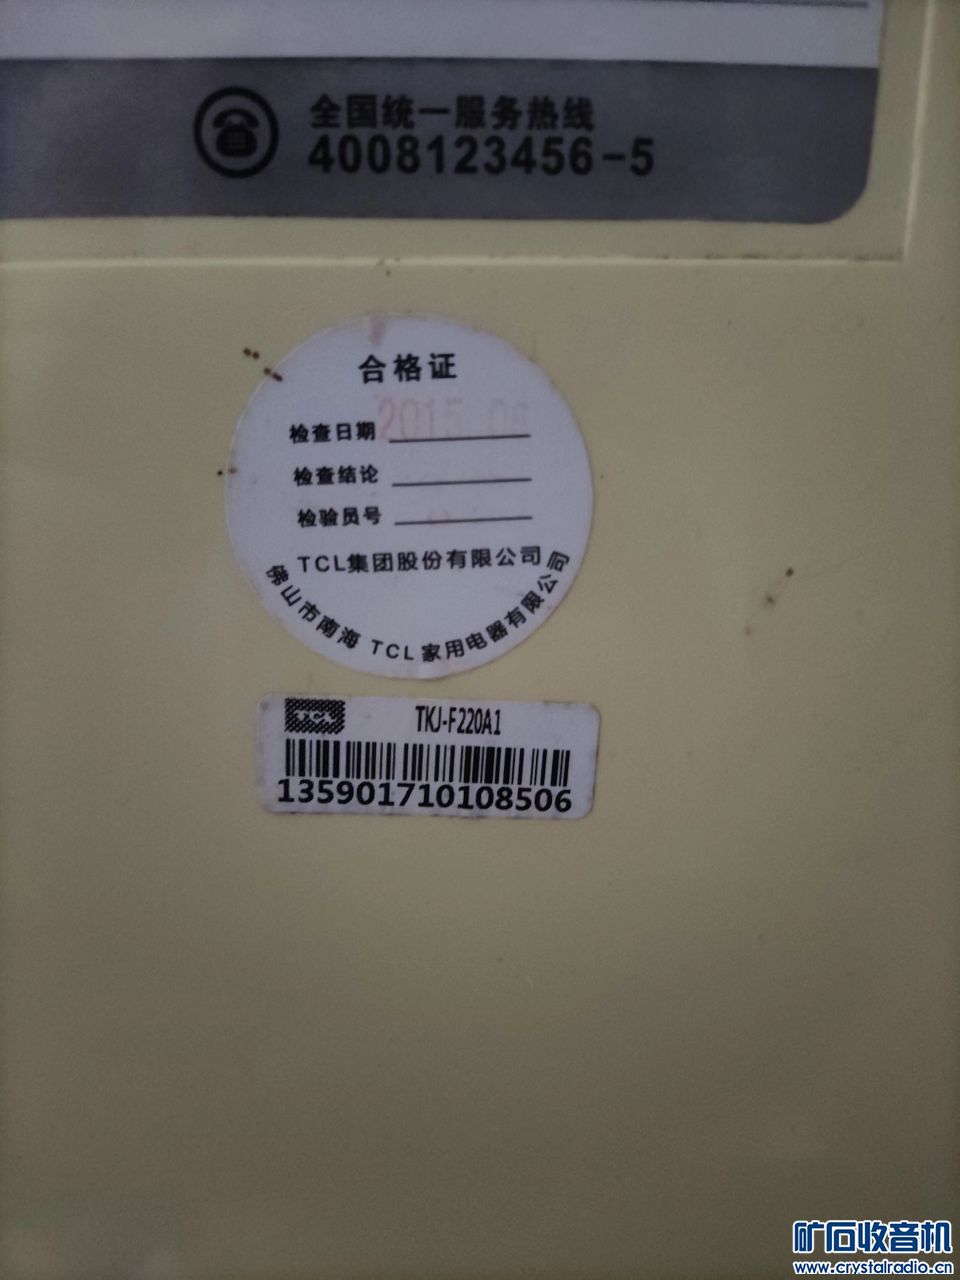 全国统一服务热线
4008123456-5
合格证
2015 06
检查日期
检查结论
检验员号
TCL集团股份有限公司
佛山市南海 TCL 家用电器有限公司
TCL
TKJ-F220A1
135901710108506
矿石收音机
www.crystalradio.cn